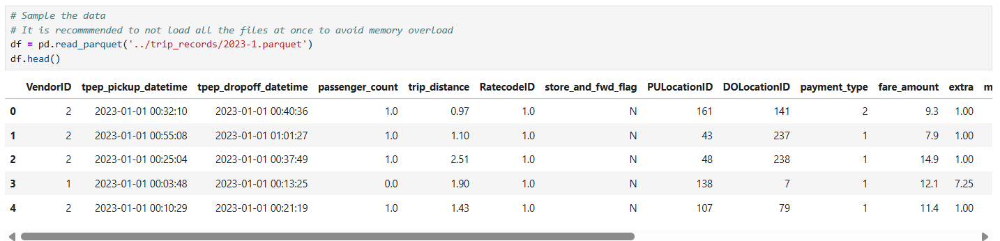 # Sample the data
# It is recommmended to not load all the files at once to avoid memory overload
df = pd.read_parquet('../trip_records/2023-1.parquet')
df.head()
VendorID tpep_pickup_datetime tpep_dropoff_datetime passenger_count trip_distance RatecodeID store_and_fwd_flag PULocationID DOLocationID payment_type fare_amount extra m
0 2 2023-01-01 00:32:10 2023-01-01 00:40:36 1.0 0.97 1.0 N 161 141 2 9.3 1.00
1 2 2023-01-01 00:55:08 2023-01-01 01:01:27 1.0 1.10 1.0 N 43 237 1 7.9 1.00
2 2 2023-01-01 00:25:04 2023-01-01 00:37:49 1.0 2.51 1.0 N 48 238 1 14.9 1.00
3 1 2023-01-01 00:03:48 2023-01-01 00:13:25 0.0 1.90 1.0 N 138 7 1 12.1 7.25
4 2 2023-01-01 00:10:29 2023-01-01 00:21:19 1.0 1.43 1.0 N 107 79 1 11.4 1.00